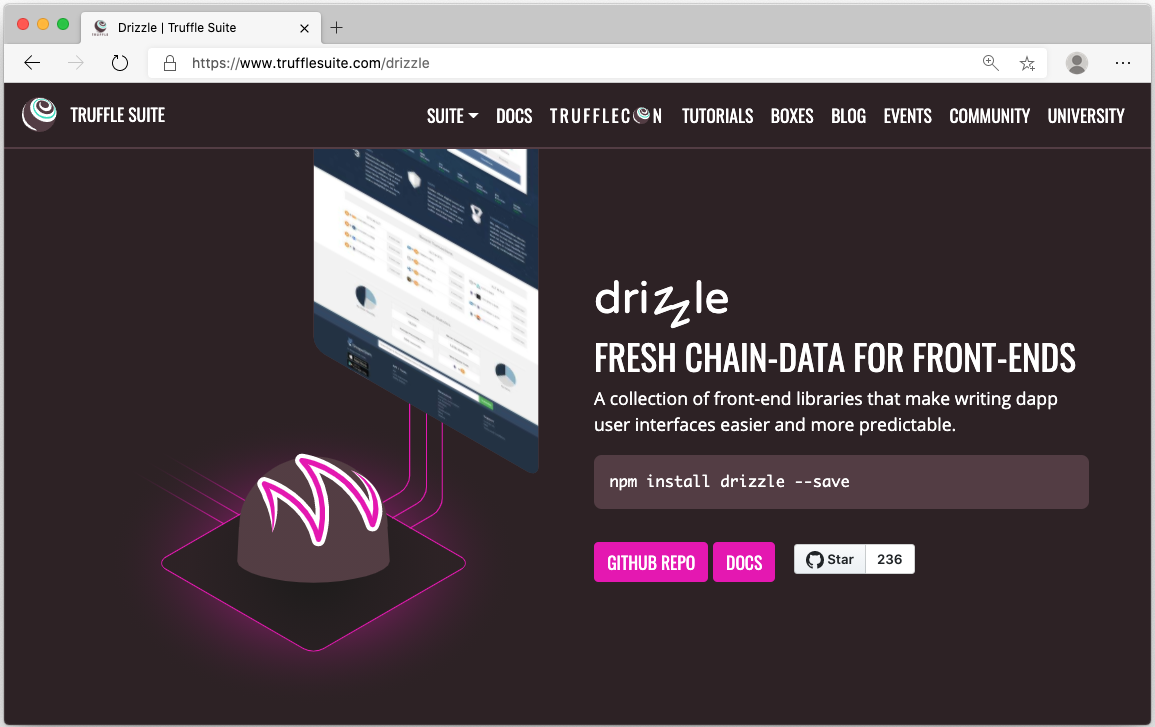 Drizzle | Truffle Suite
https://www.trufflesuite.com/drizzle
TRUFFLE SUITE
SUITE DOCS TRUFFLECON TUTORIALS BOXES BLOG EVENTS COMMUNITY UNIVERSITY
drizzle
FRESH CHAIN-DATA FOR FRONT-ENDS
A collection of front-end libraries that make writing dapp
user interfaces easier and more predictable.
npm install drizzle --save
GITHUB REPO DOCS Star 236